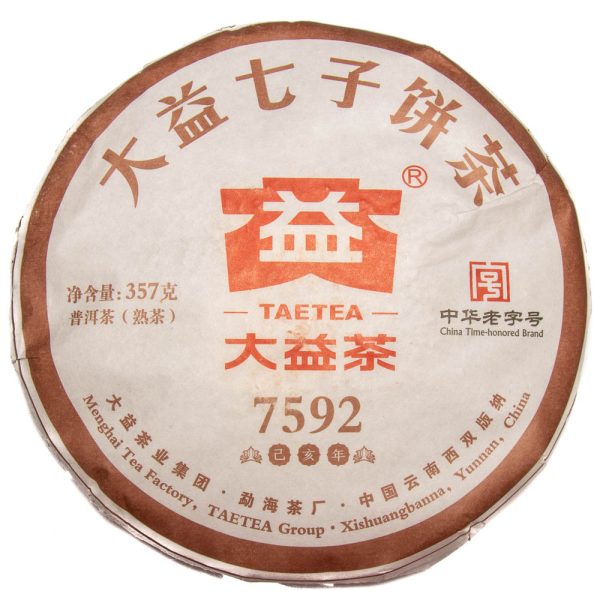 大益七子饼茶
益
®
TAETEA
大益茶
净含量: 357克
普洱茶（熟茶）
号
中华老字号
China Time-honored Brand
7592
己亥年
大益茶业集团·勐海茶厂·中国云南西双版纳
Menghai Tea Factory, TAETEA Group·Xishuangbanna, Yunnan, China